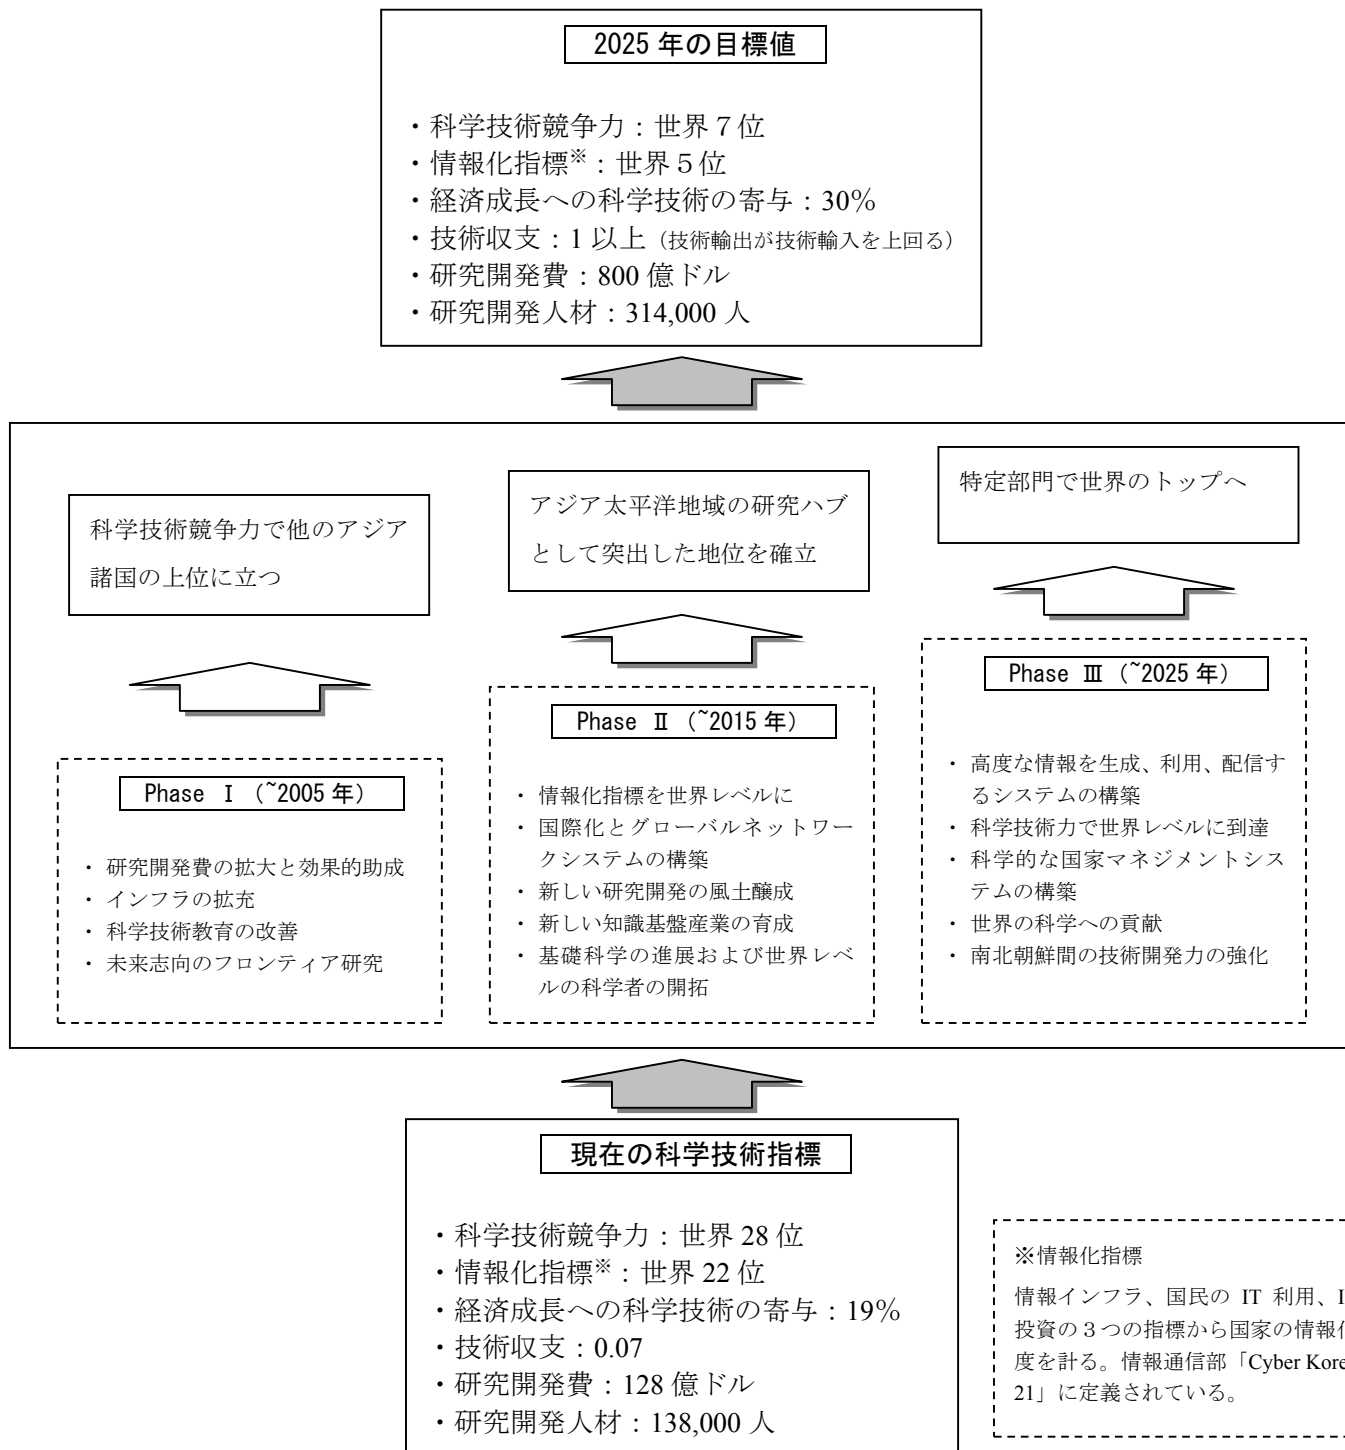 2025 年の目標値
・科学技術競争力：世界７位
・情報化指標※：世界５位
・経済成長への科学技術の寄与：30％
・技術収支：1 以上（技術輸出が技術輸入を上回る）
・研究開発費：800 億ドル
・研究開発人材：314,000 人
科学技術競争力で他のアジア
諸国の上位に立つ
アジア太平洋地域の研究ハブ
として突出した地位を確立
特定部門で世界のトップへ
Phase Ⅰ（~2005 年）
・ 研究開発費の拡大と効果的助成
・ インフラの拡充
・ 科学技術教育の改善
・ 未来志向のフロンティア研究
Phase Ⅱ（~2015 年）
・ 情報化指標を世界レベルに
・ 国際化とグローバルネットワー
クシステムの構築
・ 新しい研究開発の風土醸成
・ 新しい知識基盤産業の育成
・ 基礎科学の進展および世界レベ
ルの科学者の開拓
Phase Ⅲ（~2025 年）
・ 高度な情報を生成、利用、配信す
るシステムの構築
・ 科学技術力で世界レベルに到達
・ 科学的な国家マネジメントシス
テムの構築
・ 世界の科学への貢献
・ 南北朝鮮間の技術開発力の強化
現在の科学技術指標
・科学技術競争力：世界 28 位
・情報化指標※：世界 22 位
・経済成長への科学技術の寄与：19％
・技術収支：0.07
・研究開発費：128 億ドル
・研究開発人材：138,000 人
※情報化指標
情報インフラ、国民の IT 利用、
投資の３つの指標から国家の情報
度を計る。情報通信部「Cyber Kore
21」に定義されている。